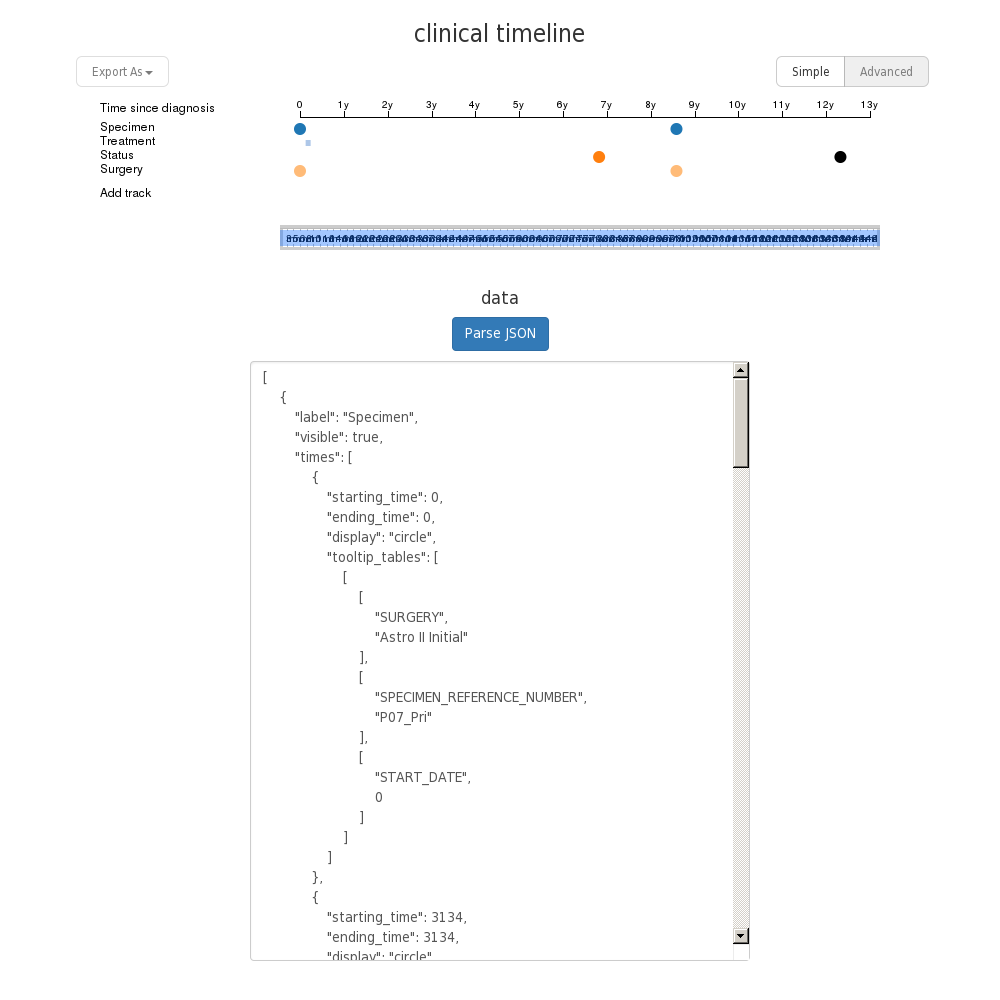 clinical timeline
Export As
Simple Advanced
Time since diagnosis 0 1y 2y 3y 4y 5y 6y 7y 8y 9y 10y 11y 12y 13y
Specimen
Treatment
Status
Surgery
Add track
data
Parse JSON
[
{
"label": "Specimen",
"visible": true,
"times": [
{
"starting_time": 0,
"ending_time": 0,
"display": "circle",
"tooltip_tables": [
[
[
"SURGERY",
"Astro II Initial"
],
[
"SPECIMEN_REFERENCE_NUMBER",
"P07_Pri"
],
[
"START_DATE",
0
]
]
]
},
{
"starting_time": 3134,
"ending_time": 3134,
"display": "circle"